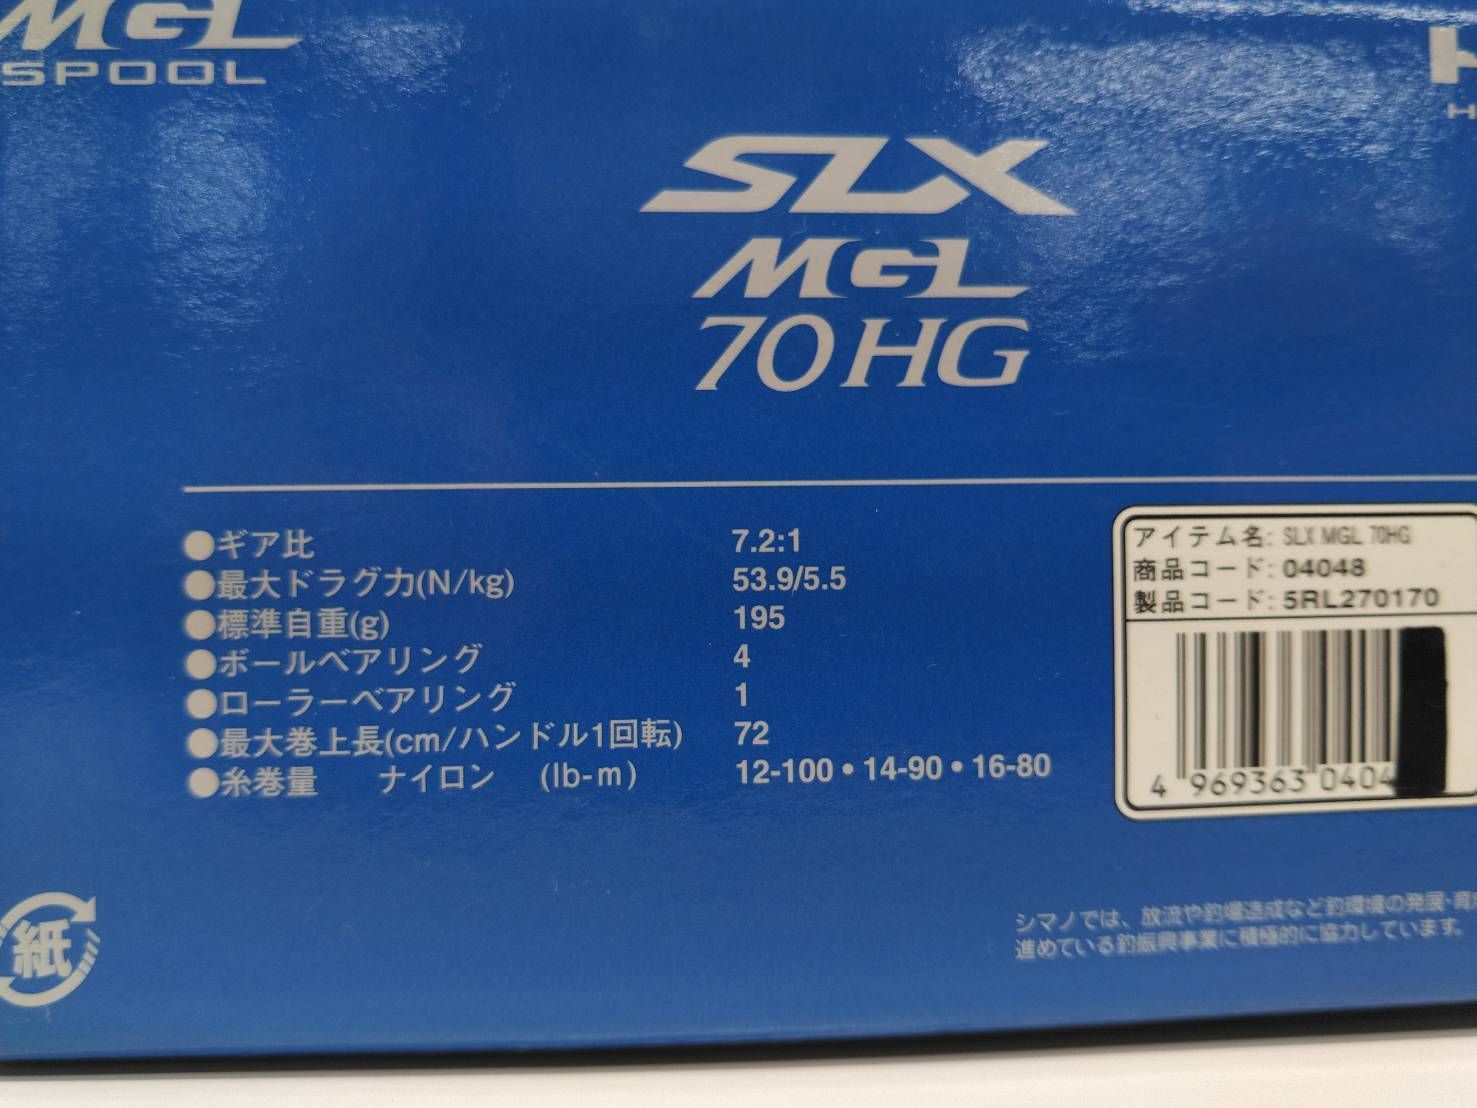 MGL
SPOOL
SLX
MGL
70HG
●ギア比 7.2:1
●最大ドラグ力(N/kg) 53.9/5.5
●標準自重(g) 195
●ボールベアリング 4
●ローラーベアリング 1
●最大巻上長(cm/ハンドル1回転) 72
●糸巻量 ナイロン (lb-m) 12-100・14-90・16-80
アイテム名: SLX MGL 70HG
商品コード: 04048
製品コード: 5RL270170
4 969363 0404
紙
シマノでは、放流や釣場造成など釣環境の発展・育
進めている釣振興事業に積極的に協力しています。